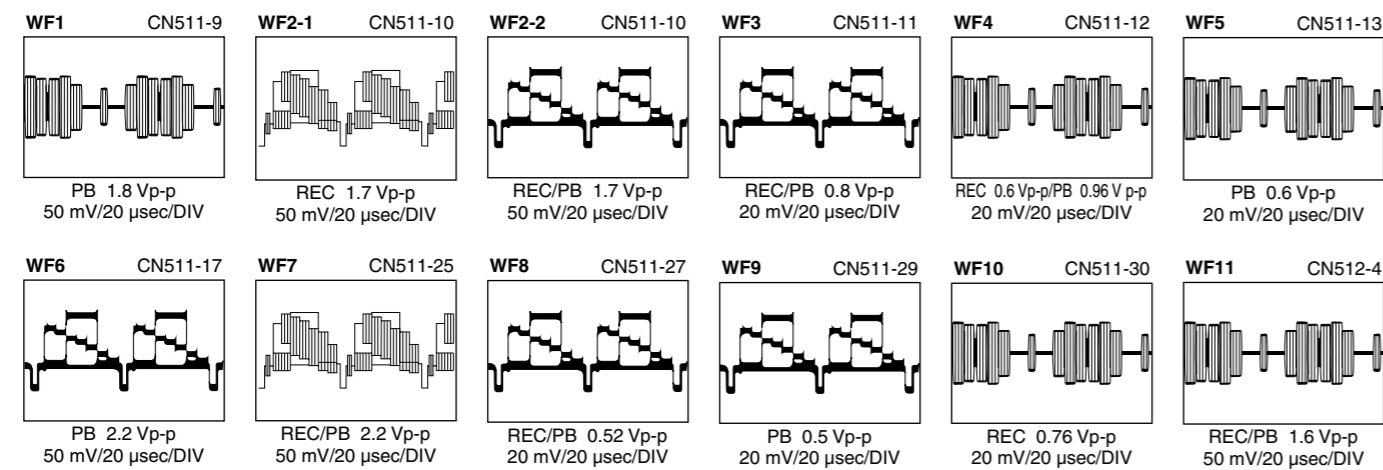 WF1 CN511-9
PB 1.8 Vp-p
50 mV/20 µsec/DIV
WF2-1 CN511-10
REC 1.7 Vp-p
50 mV/20 µsec/DIV
WF2-2 CN511-10
REC/PB 1.7 Vp-p
50 mV/20 µsec/DIV
WF3 CN511-11
REC/PB 0.8 Vp-p
20 mV/20 µsec/DIV
WF4 CN511-12
REC 0.6 Vp-p/PB 0.96 V p-p
20 mV/20 µsec/DIV
WF5 CN511-13
PB 0.6 Vp-p
20 mV/20 µsec/DIV
WF6 CN511-17
PB 2.2 Vp-p
50 mV/20 µsec/DIV
WF7 CN511-25
REC/PB 2.2 Vp-p
50 mV/20 µsec/DIV
WF8 CN511-27
REC/PB 0.52 Vp-p
20 mV/20 µsec/DIV
WF9 CN511-29
PB 0.5 Vp-p
20 mV/20 µsec/DIV
WF10 CN511-30
REC 0.76 Vp-p
20 mV/20 µsec/DIV
WF11 CN512-4
REC/PB 1.6 Vp-p
50 mV/20 µsec/DIV